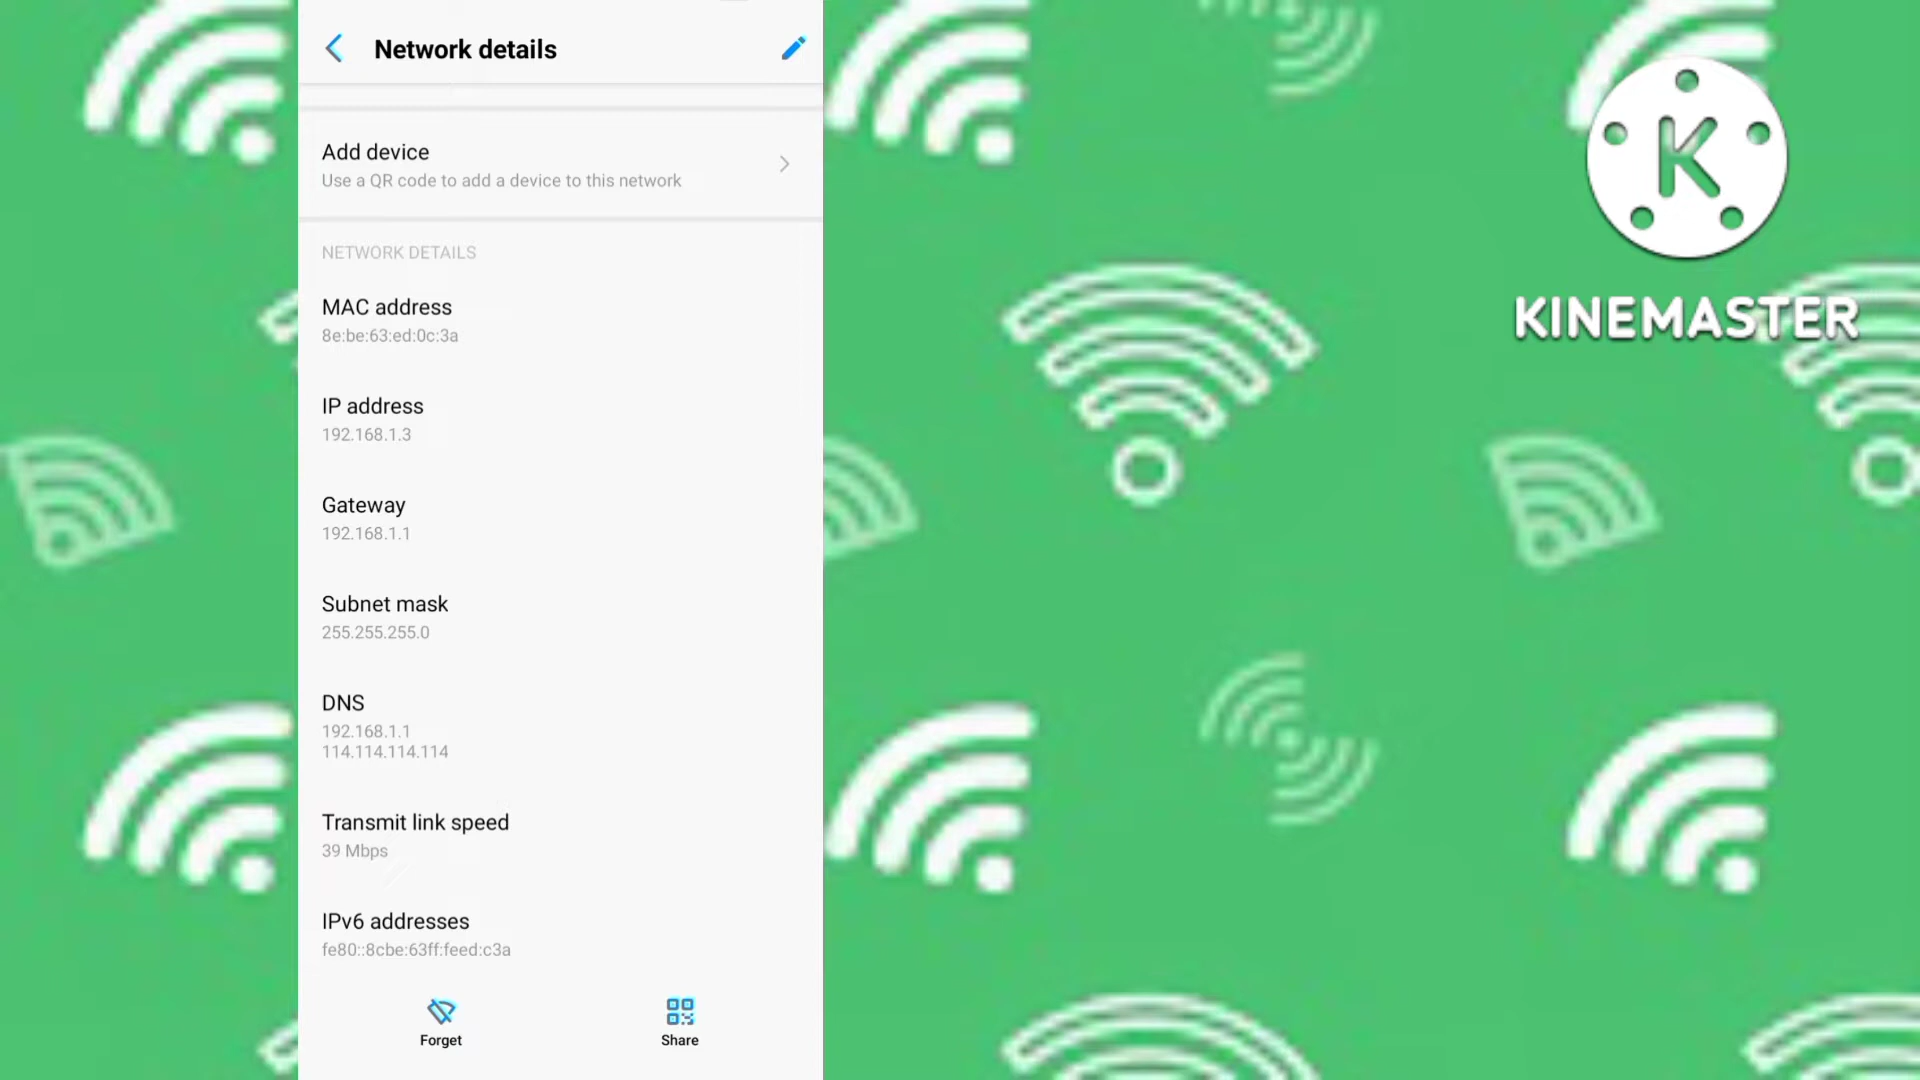 Network details
Add device
Use a QR code to add a device to this network
NETWORK DETAILS
MAC address
8e:be:63:ed:0c:3a
IP address
192.168.1.3
Gateway
192.168.1.1
Subnet mask
255.255.255.0
DNS
192.168.1.1
114.114.114.114
Transmit link speed
39 Mbps
IPv6 addresses
fe80::8cbe:63ff:feed:c3a
Forget
Share
K
KINEMASTER